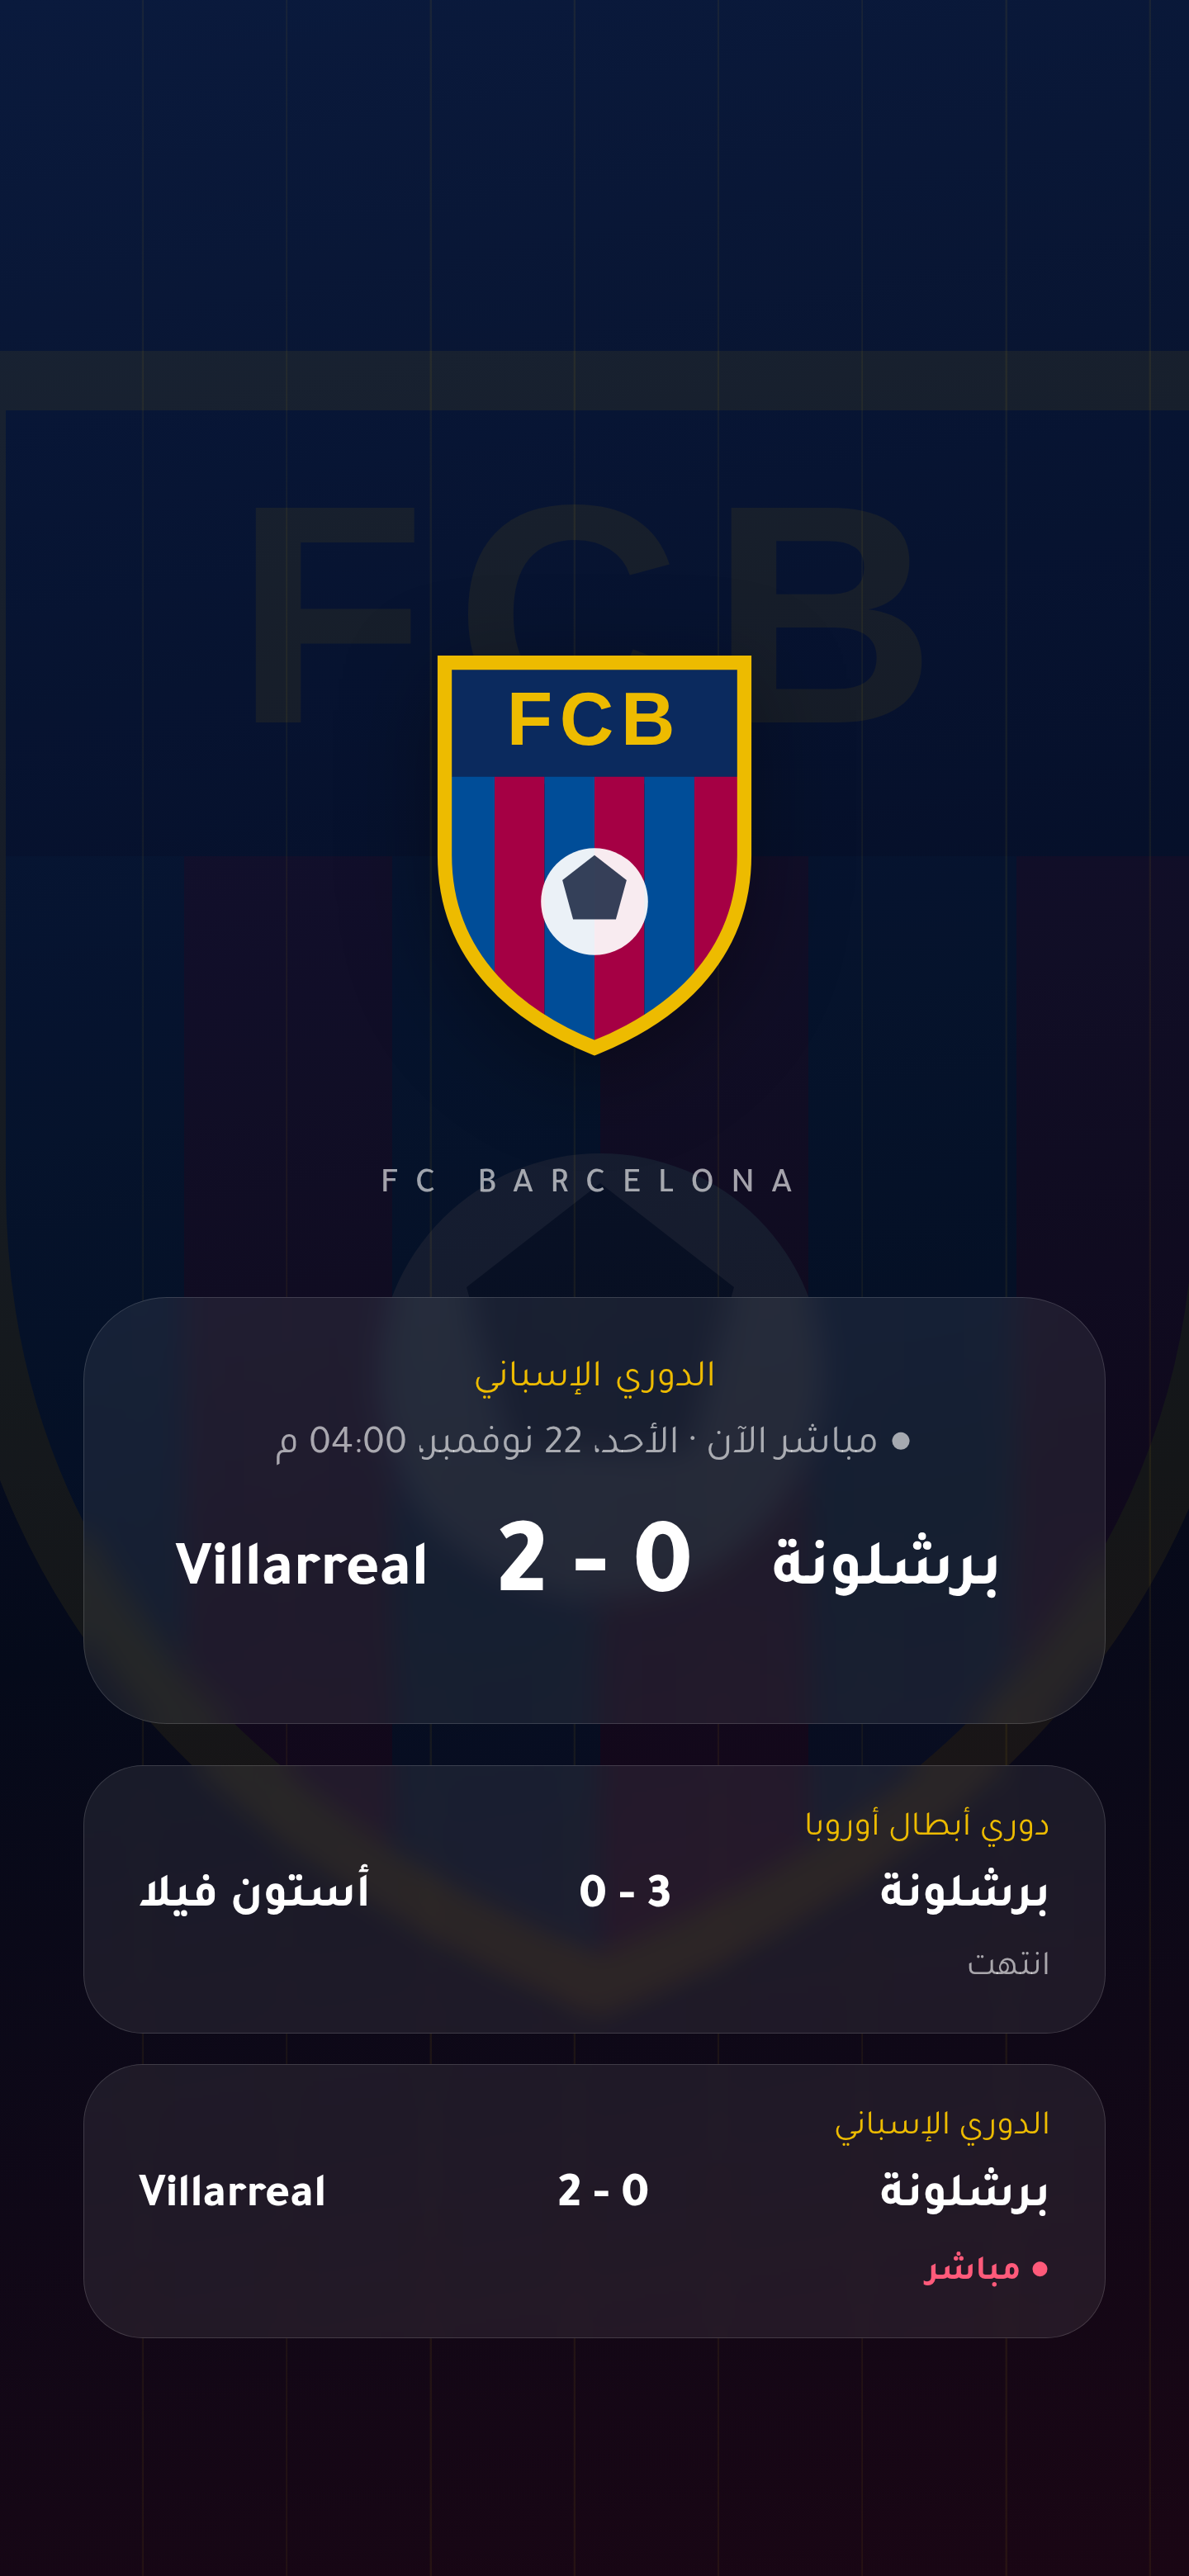 FCB
FCB
FC BARCELONA
الدوري الإسباني
● مباشر الآن · الأحد، 22 نوفمبر، 04:00 م
برشلونة 2 - 0 Villarreal
دوري أبطال أوروبا
برشلونة 0 - 3 أستون فيلا
انتهت
الدوري الإسباني
برشلونة 2 - 0 Villarreal
● مباشر